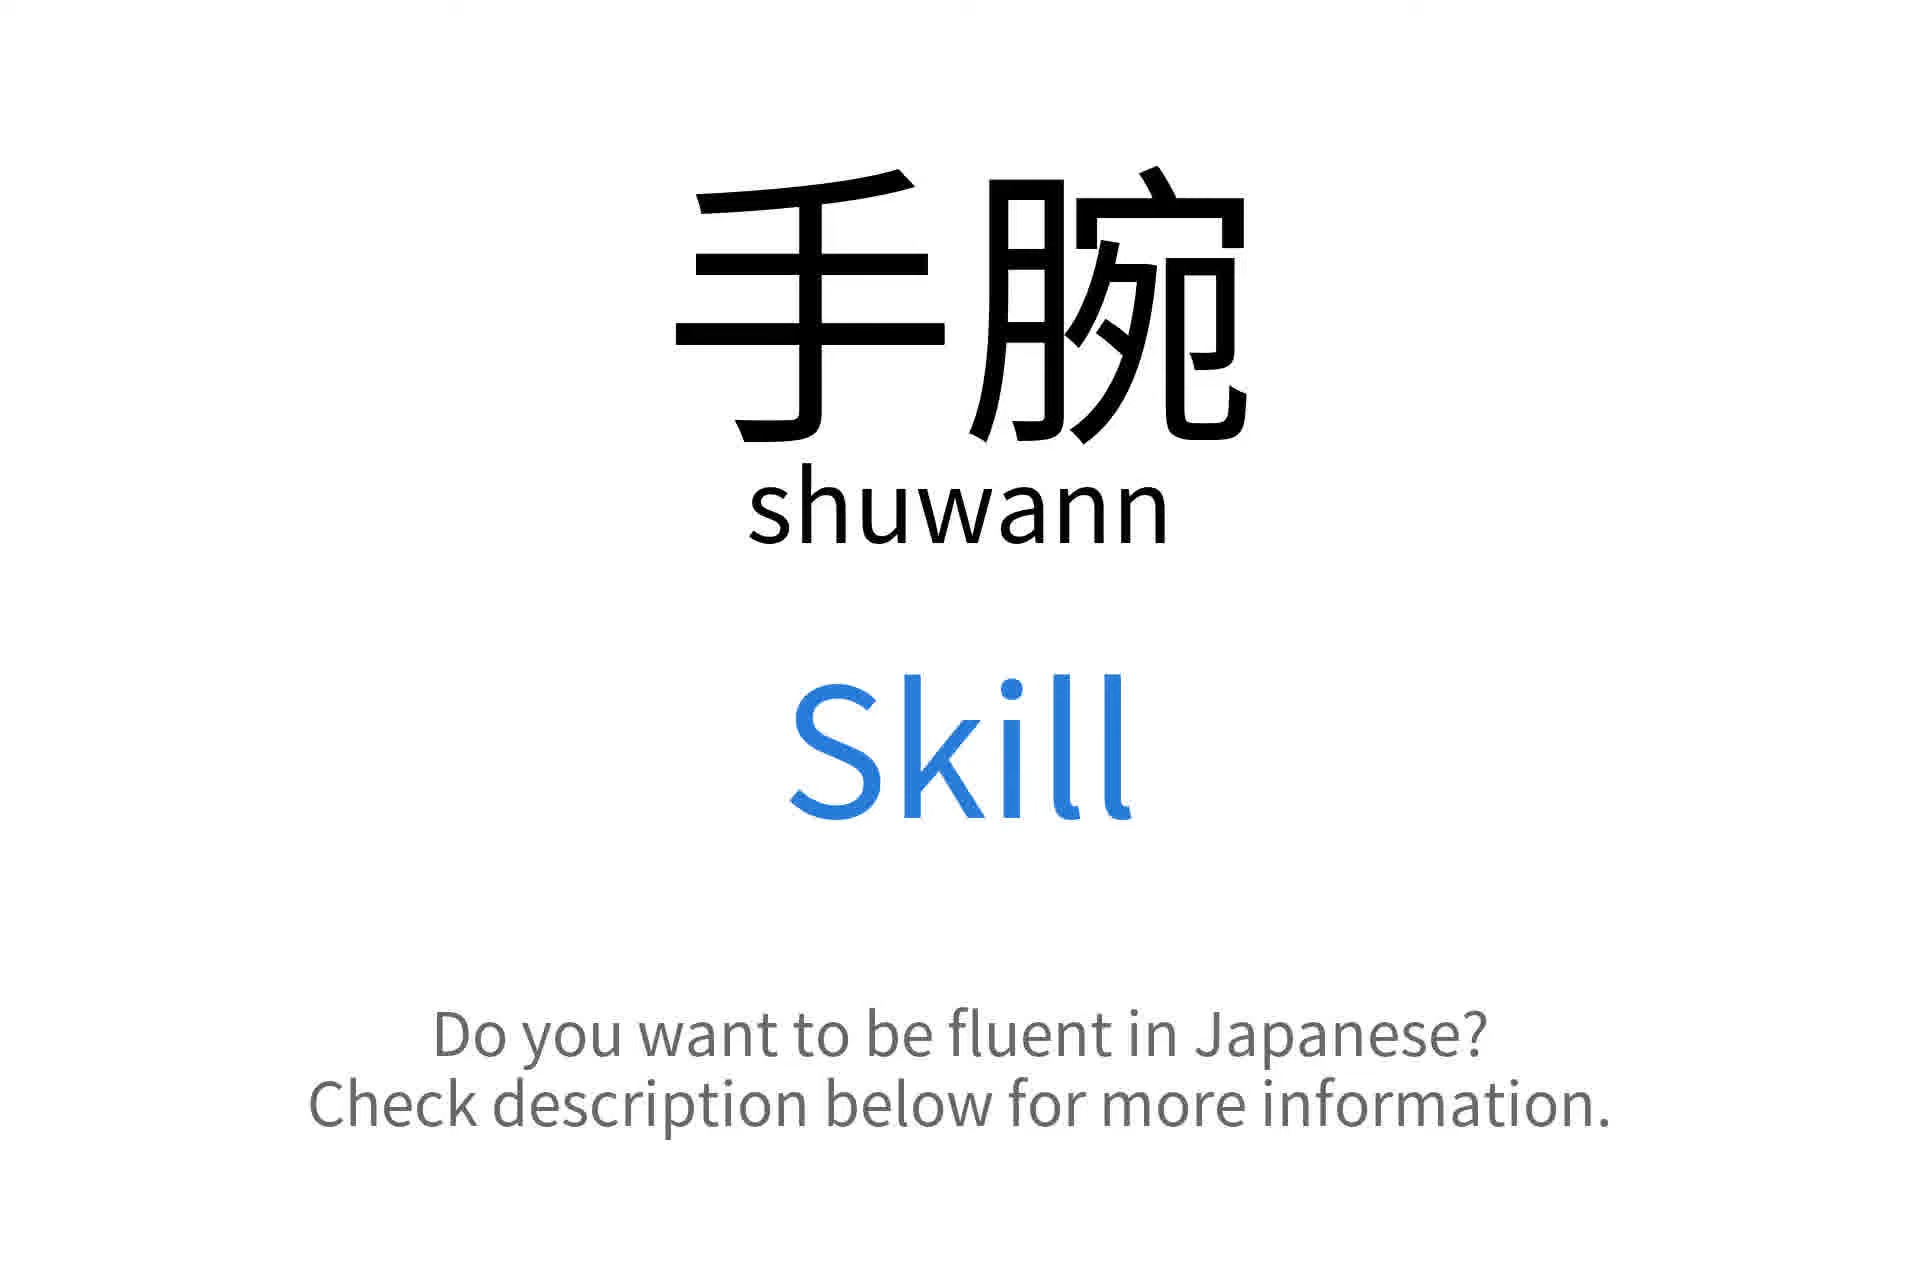 手腕
shuwann
Skill
Do you want to be fluent in Japanese?
Check description below for more information.